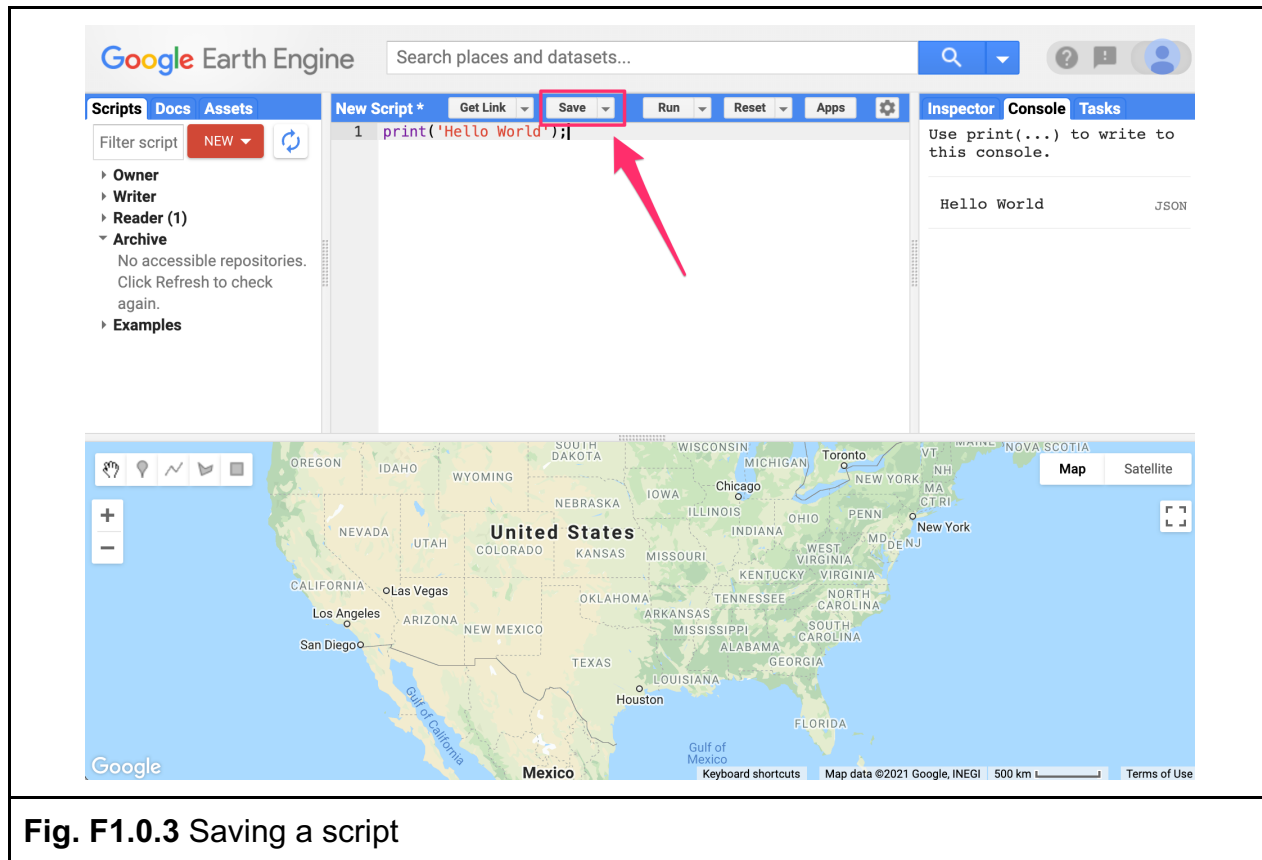 Google Earth Engine
Search places and datasets...
Scripts Docs Assets
Filter script
NEW
Owner
Writer
Reader (1)
Archive
No accessible repositories.
Click Refresh to check
again.
Examples
New Script *
Get Link
Save
Run
Reset
Apps
1 print('Hello World');
Inspector Console Tasks
Use print(...) to write to
this console.
Hello World JSON
Map Satellite
OREGON
IDAHO
WYOMING
SOUTH
DAKOTA
WISCONSIN
MICHIGAN
Toronto
VT
MAINE
NOVA SCOTIA
NH
NEW YORK
MA
CT RI
Chicago
NEBRASKA
IOWA
ILLINOIS
INDIANA
OHIO
PENN
New York
NEVADA
UTAH
United States
COLORADO
KANSAS
MISSOURI
WEST
VIRGINIA
MD
DE
NJ
KENTUCKY
VIRGINIA
CALIFORNIA
Las Vegas
OKLAHOMA
TENNESSEE
NORTH
CAROLINA
Los Angeles
ARIZONA
NEW MEXICO
ARKANSAS
MISSISSIPPI
SOUTH
CAROLINA
San Diego
ALABAMA
TEXAS
GEORGIA
LOUISIANA
Houston
Gulf of
California
FLORIDA
Gulf of
Mexico
Mexico
Google
Keyboard shortcuts
Map data ©2021 Google, INEGI
500 km
Terms of Use
Fig. F1.0.3 Saving a script